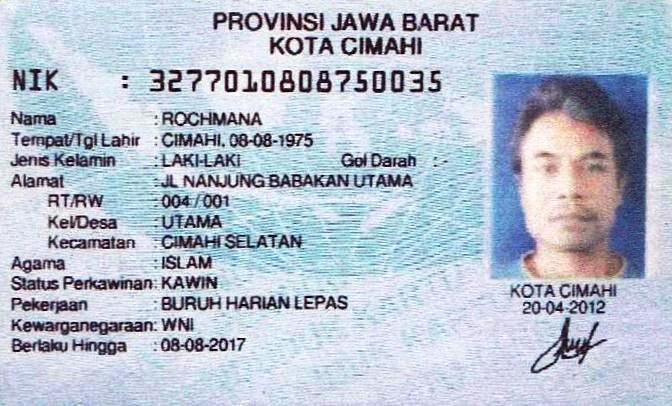 PROVINSI JAWA BARAT
KOTA CIMAHI
NIK : 3277010808750035
Nama : ROCHMANA
Tempat/Tgl Lahir : CIMAHI, 08-08-1975
Jenis Kelamin : LAKI-LAKI Gol Darah : -
Alamat : JL NANJUNG BABAKAN UTAMA
RT/RW : 004 / 001
Kel/Desa : UTAMA
Kecamatan : CIMAHI SELATAN
Agama : ISLAM
Status Perkawinan: KAWIN
Pekerjaan : BURUH HARIAN LEPAS
Kewarganegaraan: WNI
Berlaku Hingga : 08-08-2017
KOTA CIMAHI
20-04-2012